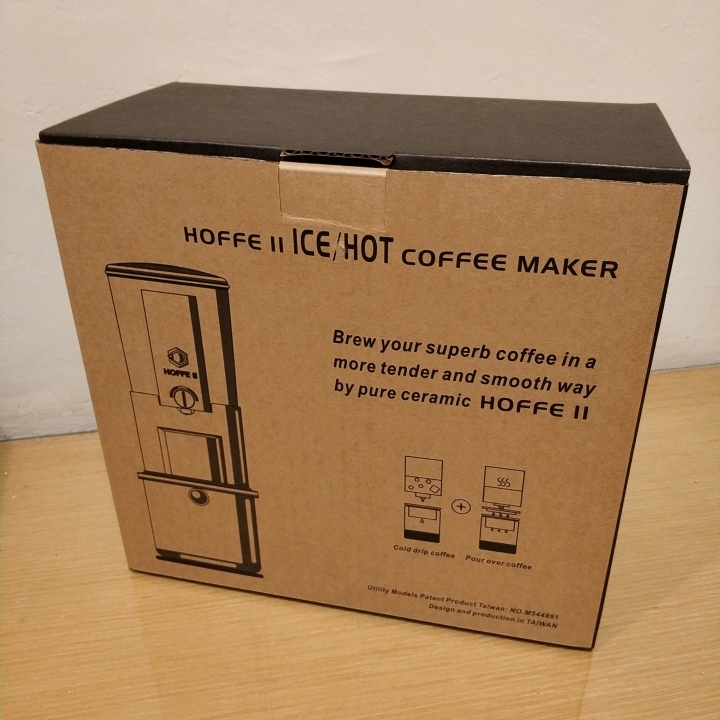 HOFFE II ICE/HOT COFFEE MAKER
HOFFE II
Brew your superb coffee in a
more tender and smooth way
by pure ceramic HOFFE II
Cold drip coffee
Pour over coffee
Utility Models Patent Product Taiwan: NO.M544891
Design and production in TAIWAN